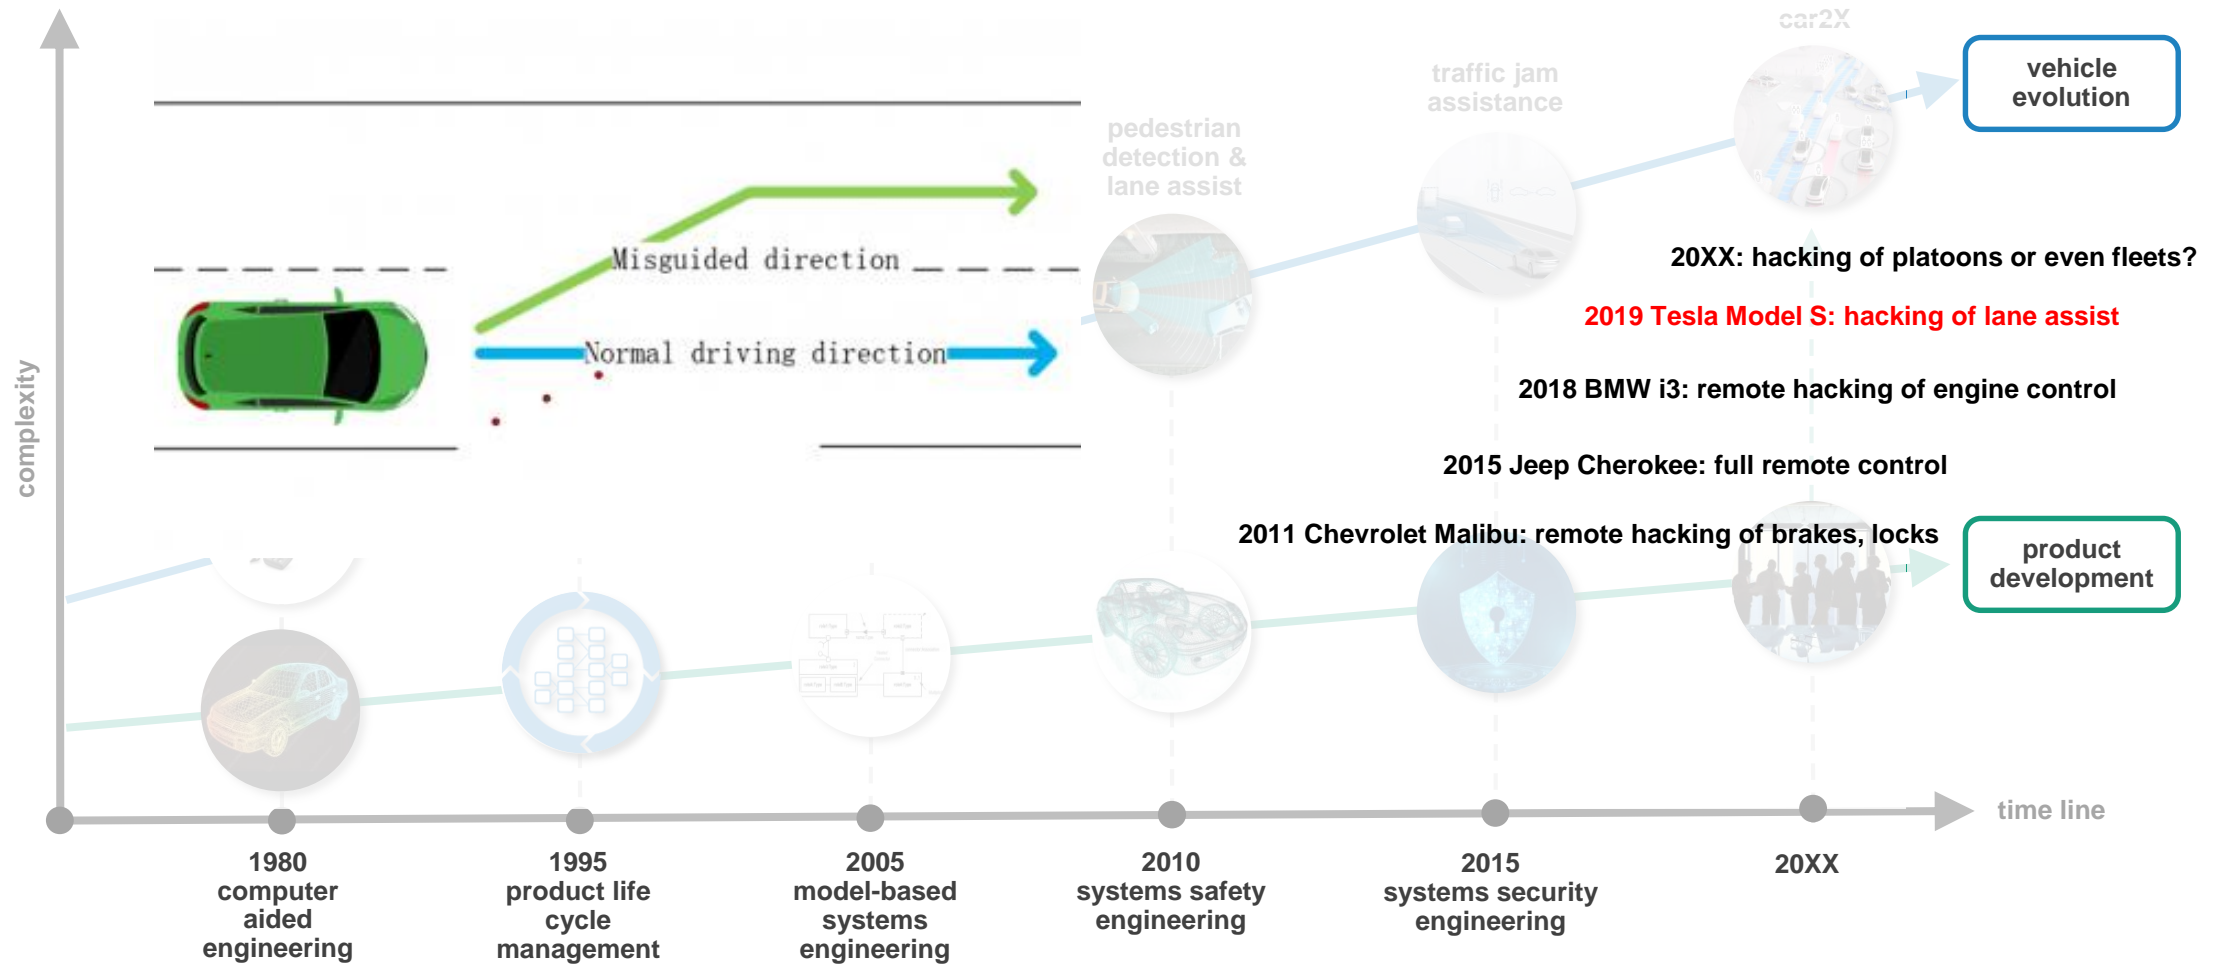 car2X
vehicle
evolution
traffic jam
assistance
pedestrian
detection &
lane assist
Misguided direction
Normal driving direction
20XX: hacking of platoons or even fleets?
2019 Tesla Model S: hacking of lane assist
2018 BMW i3: remote hacking of engine control
2015 Jeep Cherokee: full remote control
2011 Chevrolet Malibu: remote hacking of brakes, locks
product
development
complexity
time line
1980
computer
aided
engineering
1995
product life
cycle
management
2005
model-based
systems
engineering
2010
systems safety
engineering
2015
systems security
engineering
20XX